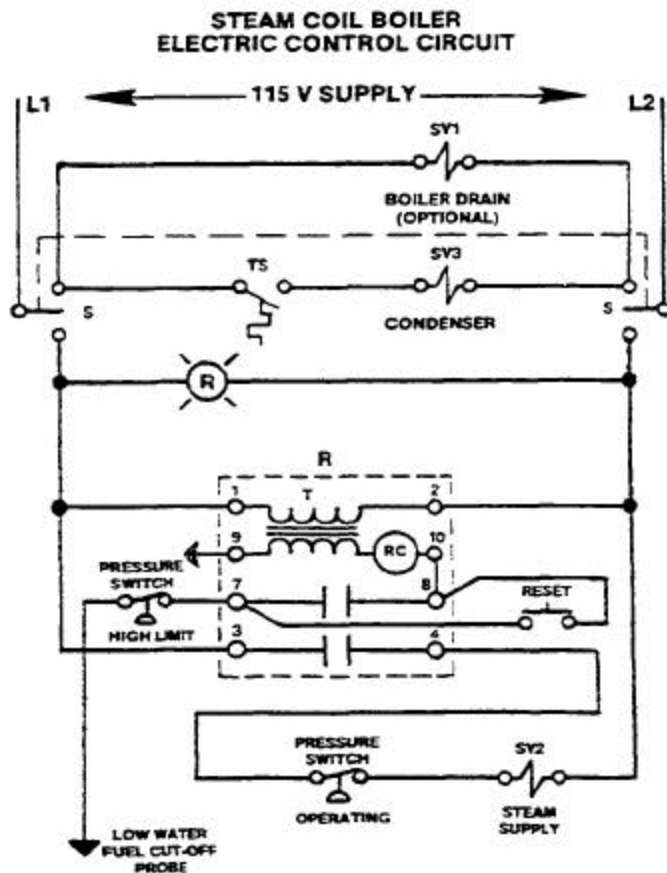 STEAM COIL BOILER
ELECTRIC CONTROL CIRCUIT
L1
115 V SUPPLY
L2
SY1
BOILER DRAIN
(OPTIONAL)
TS
SY3
S
S
CONDENSER
R
R
1
T
2
9
RC
10
PRESSURE
SWITCH
7
8
RESET
HIGH LIMIT
3
4
PRESSURE
SWITCH
SY2
OPERATING
STEAM
SUPPLY
LOW WATER
FUEL CUT-OFF
PROBE